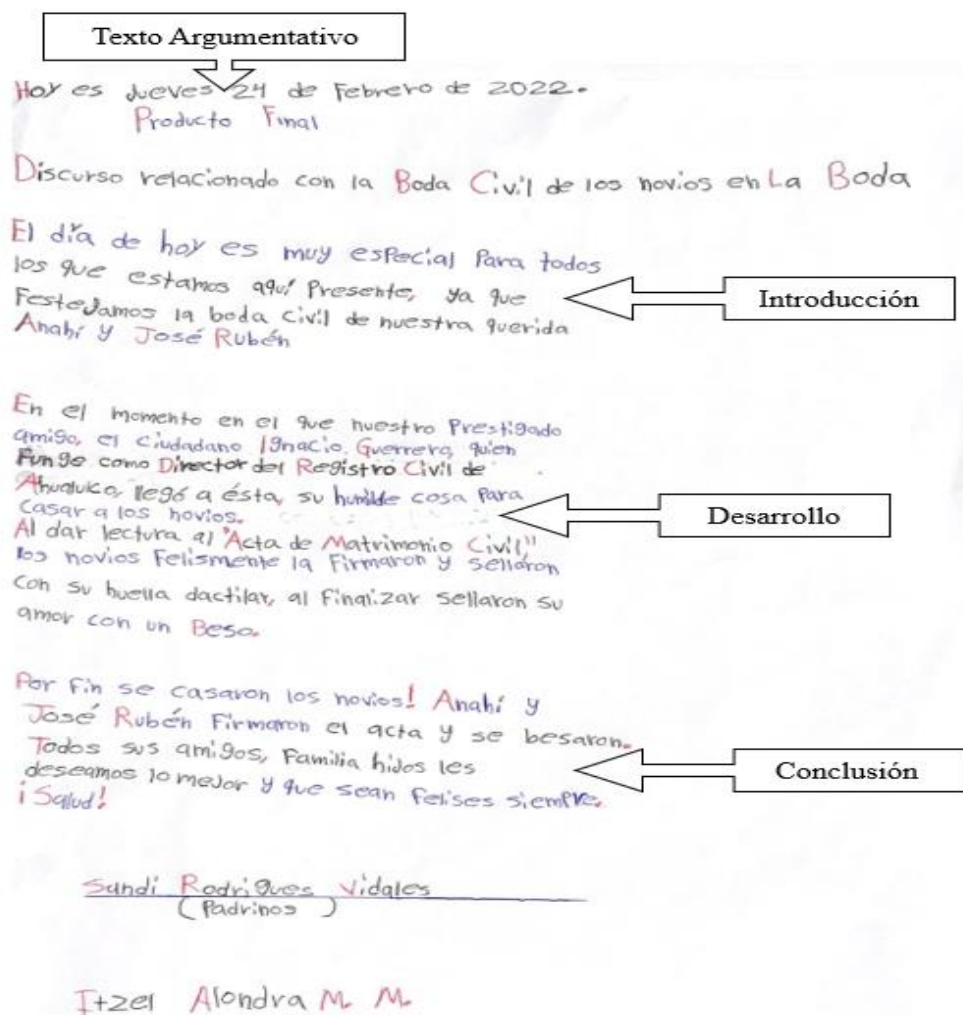 Texto Argumentativo
Hoy es Jueves 24 de Febrero de 2022.
Producto Final
Discurso relacionado con la Boda Civil de los novios en La Boda
El día de hoy es muy especial Para todos
los que estamos aquí Presente, ya que
Festejamos la boda Civil de nuestra querida
Anahí y José Rubén
Introducción
En el momento en el que nuestro Prestigado
amigo, el ciudadano Ignacio Guerrero, quien
Funge como Director del Registro Civil de
Ahualulco, llegó a ésta, su humilde cosa Para
Casar a los novios.
Al dar lectura al "Acta de Matrimonio Civil"
los novios Felismente la Firmaron y sellaron
con su huella dactilar, al Finalizar sellaron su
amor con un Beso.
Desarrollo
Por Fin se casaron los novios! Anahí y
José Rubén Firmaron el acta y se besaron.
Todos sus amigos, Familia hijos les
deseamos lo mejor y que sean Felises siempre.
¡Salud!
Conclusión
Sandi Rodrigues Vidales
(Padrinos)
Itzel Alondra M. M.